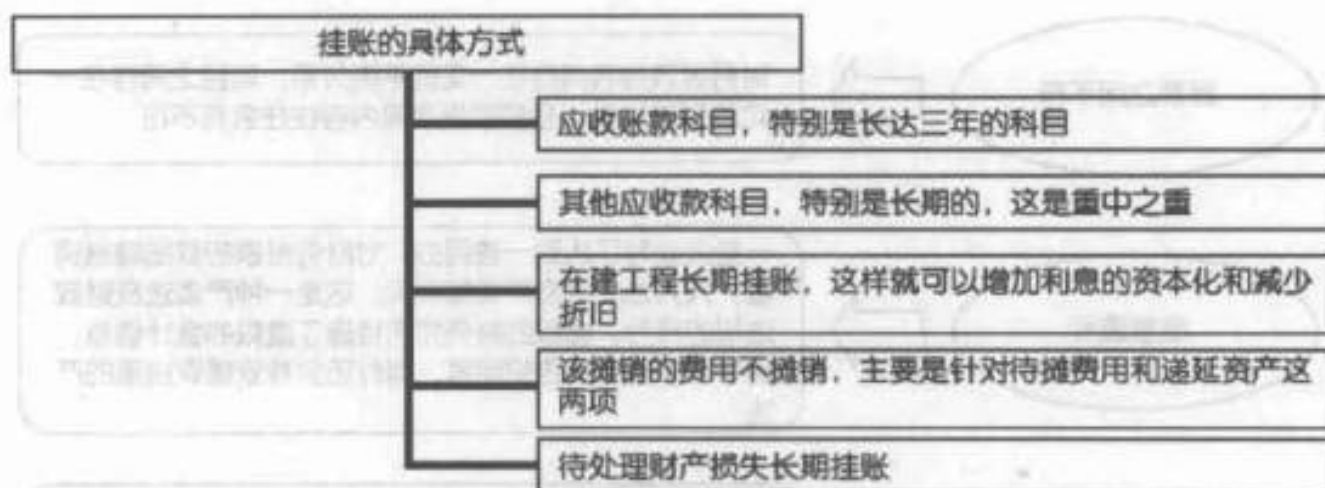 挂账的具体方式
应收账款科目，特别是长达三年的科目
其他应收款科目，特别是长期的，这是重中之重
在建工程长期挂账，这样就可以增加利息的资本化和减少
折旧
该摊销的费用不摊销，主要是针对待摊费用和递延资产这
两项
待处理财产损失长期挂账